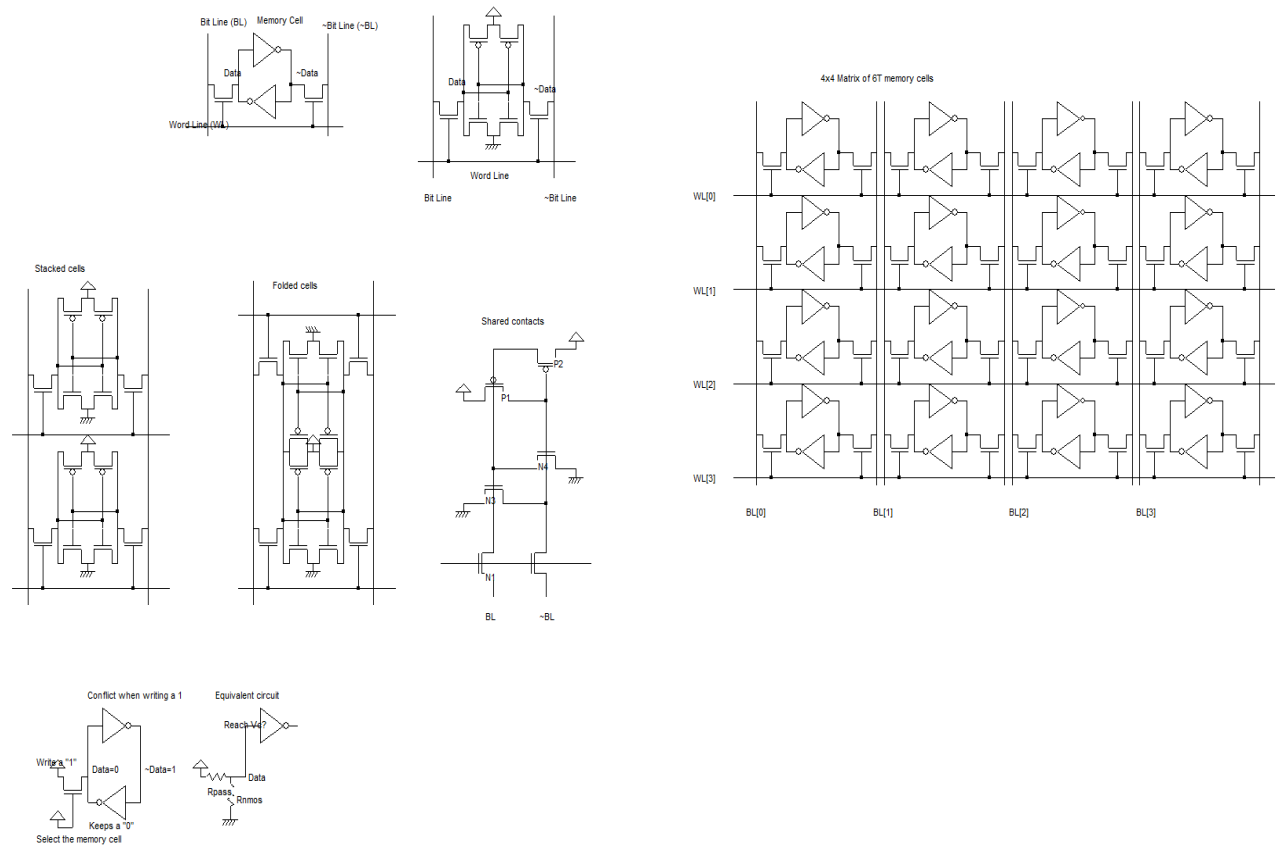 Bit Line (BL)
Memory Cell
~Bit Line (~BL)
Data
~Data
Word Line (WL)
Data
~Data
Word Line
Bit Line
~Bit Line
4x4 Matrix of 6T memory cells
WL[0]
WL[1]
WL[2]
WL[3]
BL[0]
BL[1]
BL[2]
BL[3]
Stacked cells
Folded cells
Shared contacts
P2
P1
N4
N3
N1
BL
~BL
Conflict when writing a 1
Write a "1"
Data=0
~Data=1
Keeps a "0"
Select the memory cell
Equivalent circuit
Reach Vc?
Data
Rpass
Rnmos